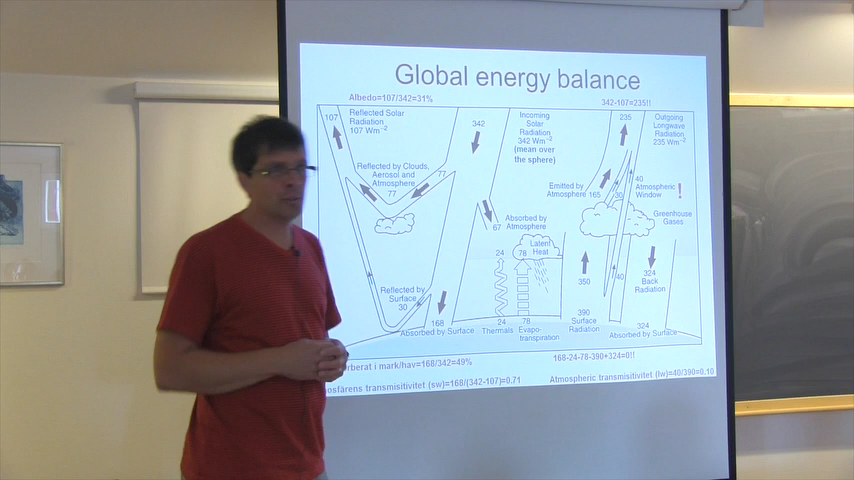 Global energy balance
Albedo=107/342=31%
342-107=235!!
107
Reflected Solar
Radiation
107 Wm-2
342
Incoming
Solar
Radiation
342 Wm-2
(mean over
the sphere)
235
Outgoing
Longwave
Radiation,
235 Wm-2
Reflected by Clouds,
Aerosol and
Atmosphere
77
77
Emitted by
Atmosphere 165
30
40
Atmospheric
Window
!
Greenhouse
Gases
67
Absorbed by
Atmosphere
24
78
Latent
Heat
350
40
324
Back
Radiation
Reflected by
Surface
30
168
Absorbed by Surface
24
Thermals
78
Evapo-
transpiration
390
Surface
Radiation
324
Absorbed by Surface
i mark/hav=168/342=49%
168-24-78-390+324=0!!
transmisitivitet (sw)=168/(342-107)=0.71
Atmospheric transmisitivitet (lw)=40/390=0.10